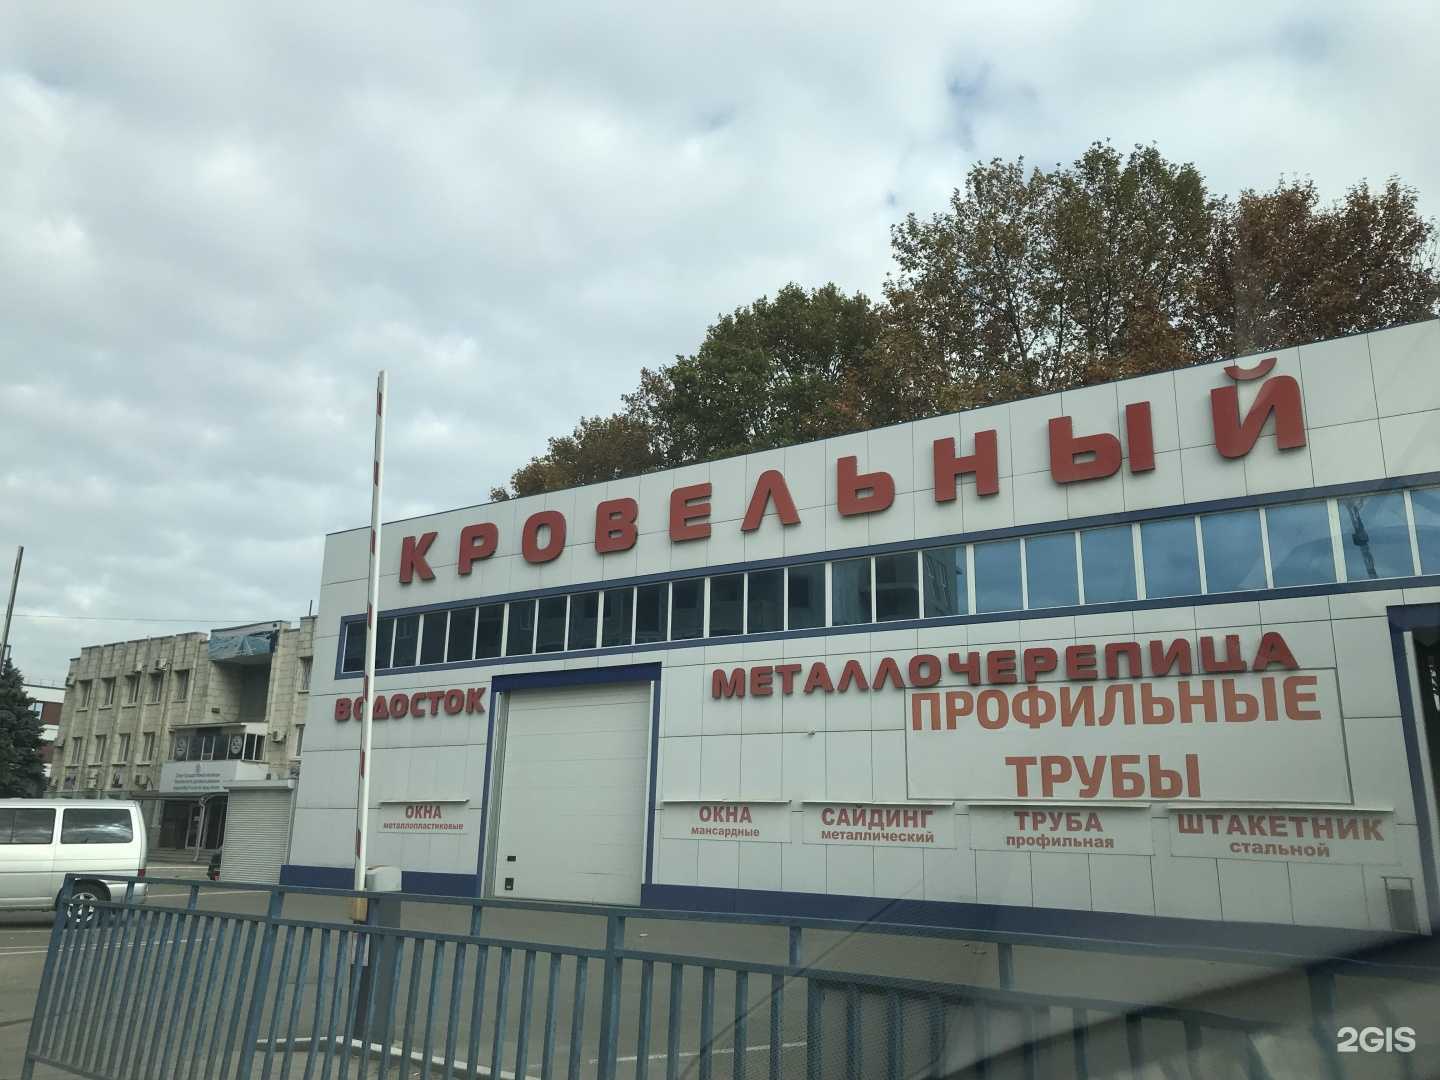 КРОВЕЛЬНЫЙ
ВОДОСТОК
МЕТАЛЛОЧЕРЕПИЦА
ПРОФИЛЬНЫЕ
ТРУБЫ
ОКНА
металлопластиковые
ОКНА
мансардные
САЙДИНГ
металлический
ТРУБА
профильная
ШТАКЕТНИК
стальной
2GIS